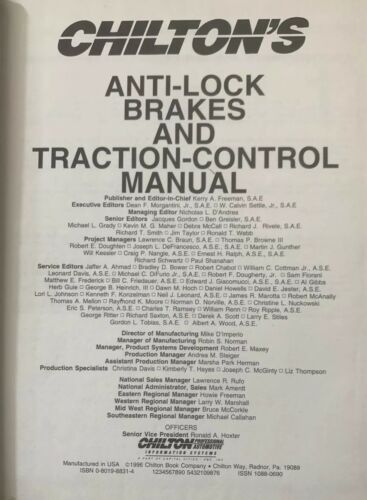 CHILTON'S
ANTI-LOCK
BRAKES
AND
TRACTION-CONTROL
MANUAL
Publisher and Editor-In-Chief Kerry A. Freeman, S.A.E.
Executive Editors Dean F. Morgantini, Jr., S.A.E. □ W. Calvin Settle, Jr., S.A.E.
Managing Editor Nicholas L. D'Andrea
Senior Editors Jacques Gordon □ Ben Greisler, S.A.E.
Michael L. Grady □ Kevin M. G. Maher □ Debra McCall □ Richard J. Rivele, S.A.E.
Richard T. Smith □ Jim Taylor □ Ronald T. Webb
Project Managers Lawrence C. Braun, S.A.E. □ Thomas P. Browne III
Robert E. Doughten □ Joseph L. DeFrancesco, A.S.E., S.A.E. □ Martin J. Gunther
Will Kessler □ Craig P. Nangle, A.S.E. □ Ernest H. Ralph, A.S.E., S.A.E.
Richard Schwartz □ Paul Shanahan
Service Editors Jaffer A. Ahmad □ Bradley D. Bower □ Robert Chabot □ William C. Cottman Jr., A.S.E.
Leonard Davis, A.S.E. □ Michael C. DiFurio Jr., S.A.E. □ Robert F. Dougherty, Jr. □ Sam Fiorani
Matthew E. Frederick □ Bill C. Friedauer, A.S.E. □ Edward J. Giacomucci, A.S.E., S.A.E. □ Al Gibbs
Herb Guie □ George B. Heinrich, III □ Dawn M. Hoch □ Daniel Howells □ David E. Jester, A.S.E.
Lori L. Johnson □ Kenneth F. Konzelman □ Neil J. Leonard, A.S.E. □ James R. Marotta □ Robert McAnally
Thomas A. Mellon □ Raymond K. Moore □ Norman D. Norville, A.S.E. □ Christine L. Nuckowski
Eric S. Peterson, A.S.E. □ Charles T. Ramsey □ William Renn □ Roy Ripple, A.S.E.
George Ritter □ Richard Saxton, A.S.E. □ Derek A. Scott □ Larry E. Stiles
Gordon L. Tobias, S.A.E. □ Albert A. Wood, A.S.E.
Director of Manufacturing Mike D'Imperio
Manager of Manufacturing Robin S. Norman
Manager, Product Systems Development Robert E. Maxey
Production Manager Andrea M. Steiger
Assistant Production Manager Marsha Park Herman
Production Specialists Christina Davis □ Kimberly T. Hayes □ Joseph C. McGinty □ Liz Thompson
National Sales Manager Lawrence R. Rufo
National Administrator, Sales Mark Amentt
Eastern Regional Manager Howie Freeman
Western Regional Manager Larry W. Marshall
Mid West Regional Manager Bruce McCorkle
Southeastern Regional Manager Michael Callahan
OFFICERS
Senior Vice President Ronald A. Hoxter
CHILTON PROFESSIONAL AUTOMOTIVE
INFORMATION SYSTEMS
Manufactured in USA ©1995 Chilton Book Company • Chilton Way, Radnor, Pa. 19089
ISBN 0-8019-8831-4 1234567890 5432109876 ISSN 1088-0690